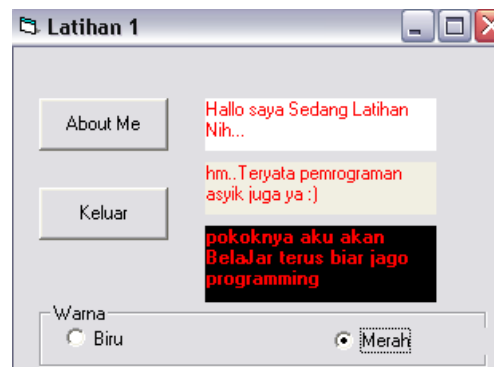 Latihan 1
About Me
Hallo saya Sedang Latihan
Nih...
hm..Teryata pemrograman
asyik juga ya :)
Keluar
pokoknya aku akan
BelaJar terus biar jago
programming
Warna
Biru
Merah